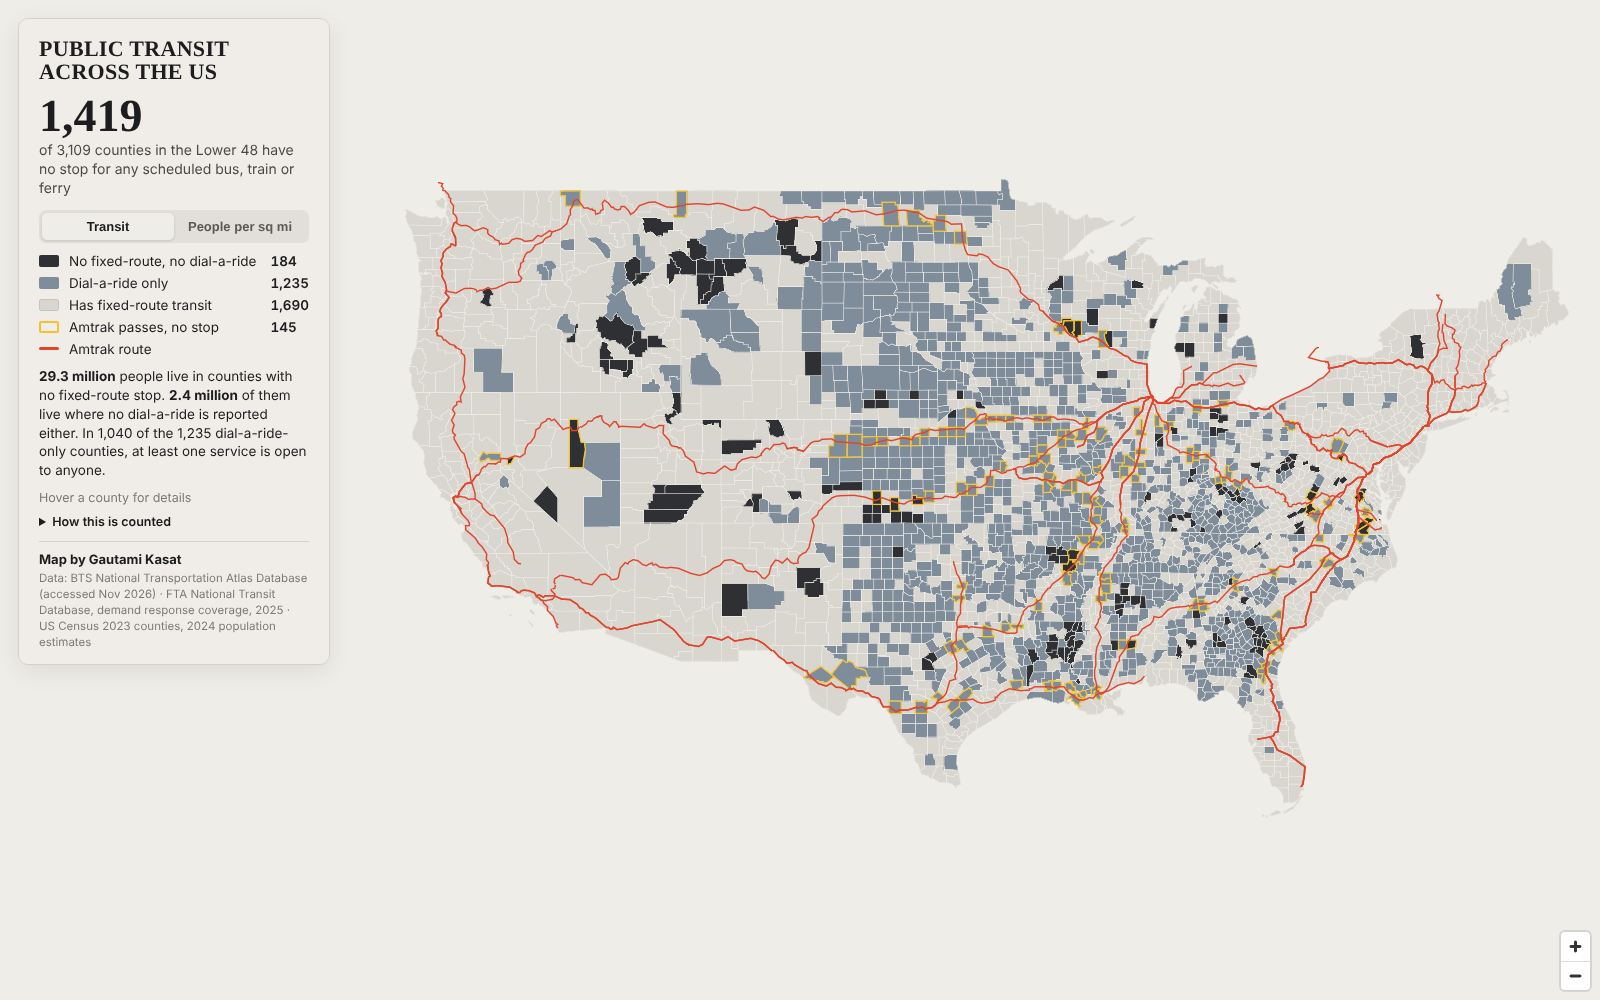 PUBLIC TRANSIT
ACROSS THE US
1,419
of 3,109 counties in the Lower 48 have
no stop for any scheduled bus, train or
ferry
Transit
People per sq mi
No fixed-route, no dial-a-ride 184
Dial-a-ride only 1,235
Has fixed-route transit 1,690
Amtrak passes, no stop 145
Amtrak route
29.3 million people live in counties with
no fixed-route stop. 2.4 million of them
live where no dial-a-ride is reported
either. In 1,040 of the 1,235 dial-a-ride-
only counties, at least one service is open
to anyone.
Hover a county for details
▶ How this is counted
Map by Gautami Kasat
Data: BTS National Transportation Atlas Database
(accessed Nov 2026) · FTA National Transit
Database, demand response coverage, 2025 ·
US Census 2023 counties, 2024 population
estimates
+
−